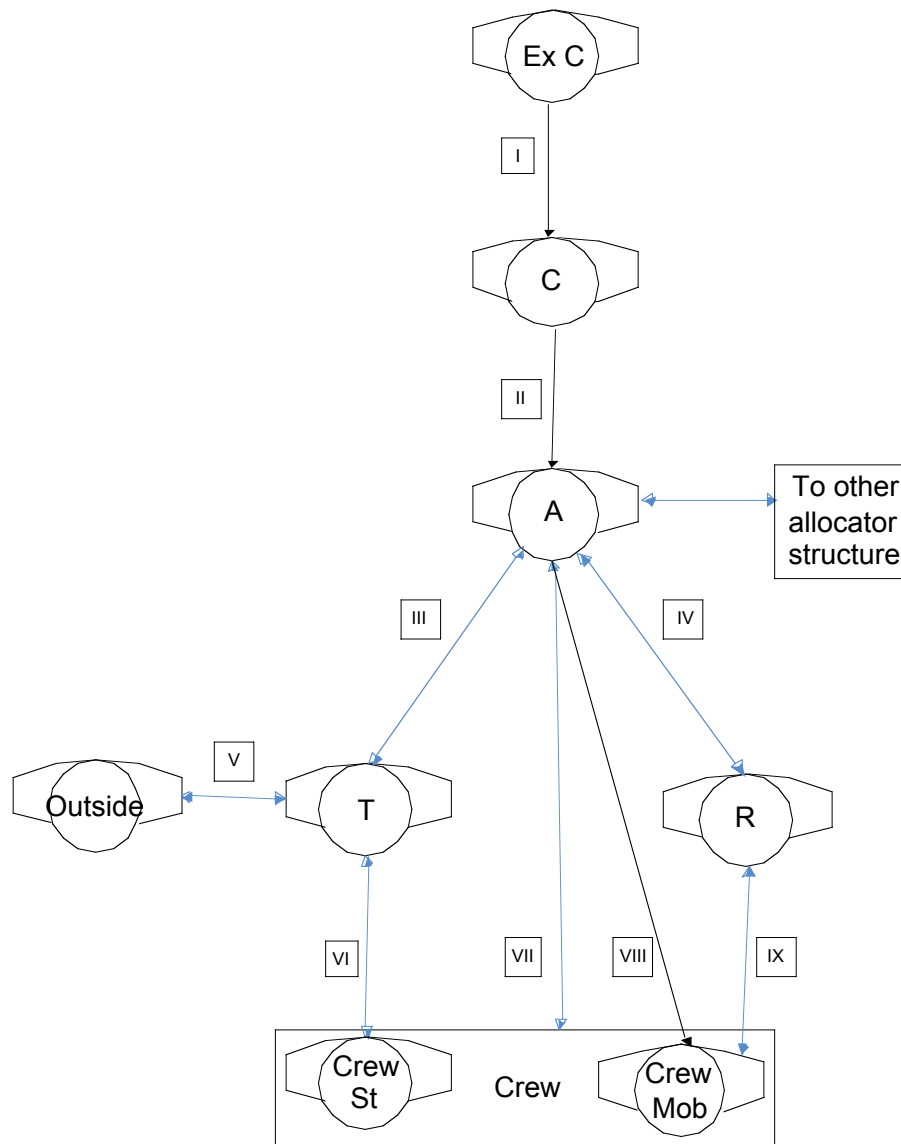 Ex C
I
C
II
A
To other
allocator
structure
III
IV
V
Outside
T
R
VI
VII
VIII
IX
Crew
St
Crew
Crew
Mob